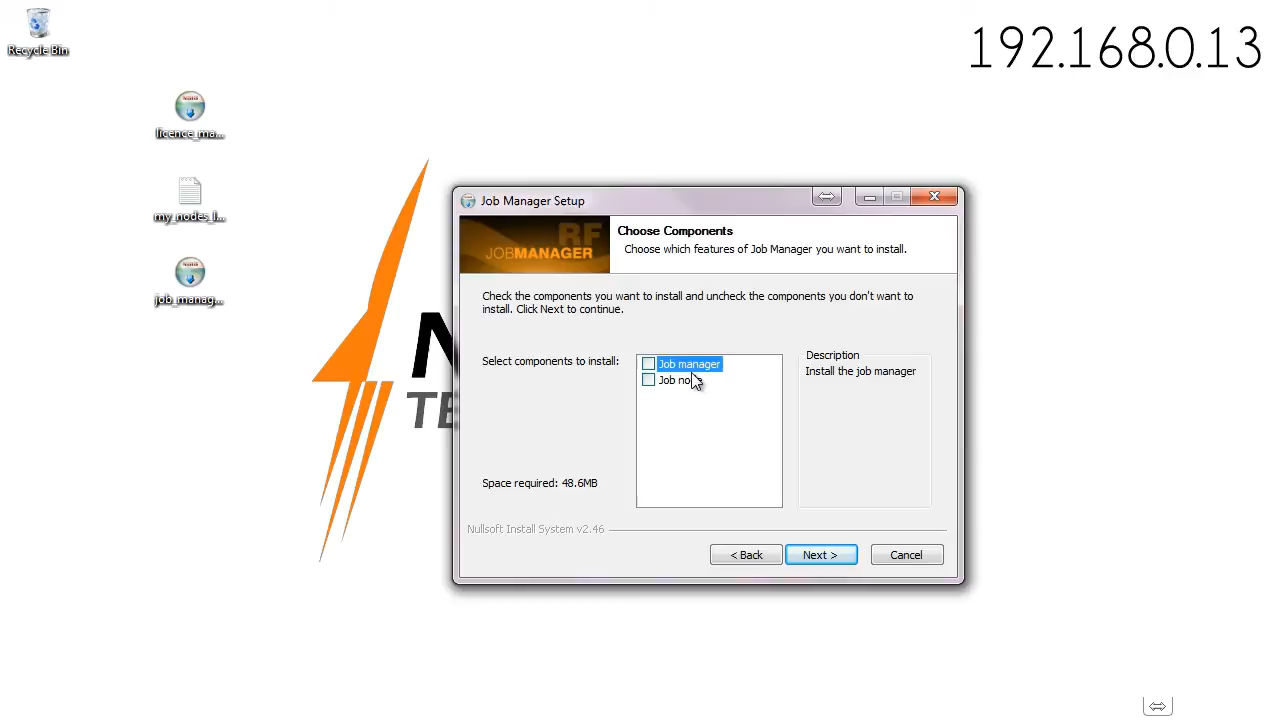 192.168.0.13
Recycle Bin
licence_ma...
my_nodes_l...
job_manag...
Job Manager Setup
RF
JOBMANAGER
Choose Components
Choose which features of Job Manager you want to install.
Check the components you want to install and uncheck the components you don't want to
install. Click Next to continue.
Select components to install:
Job manager
Job
Description
Install the job manager
Space required: 48.6MB
Nullsoft Install System v2.46
< Back
Next >
Cancel